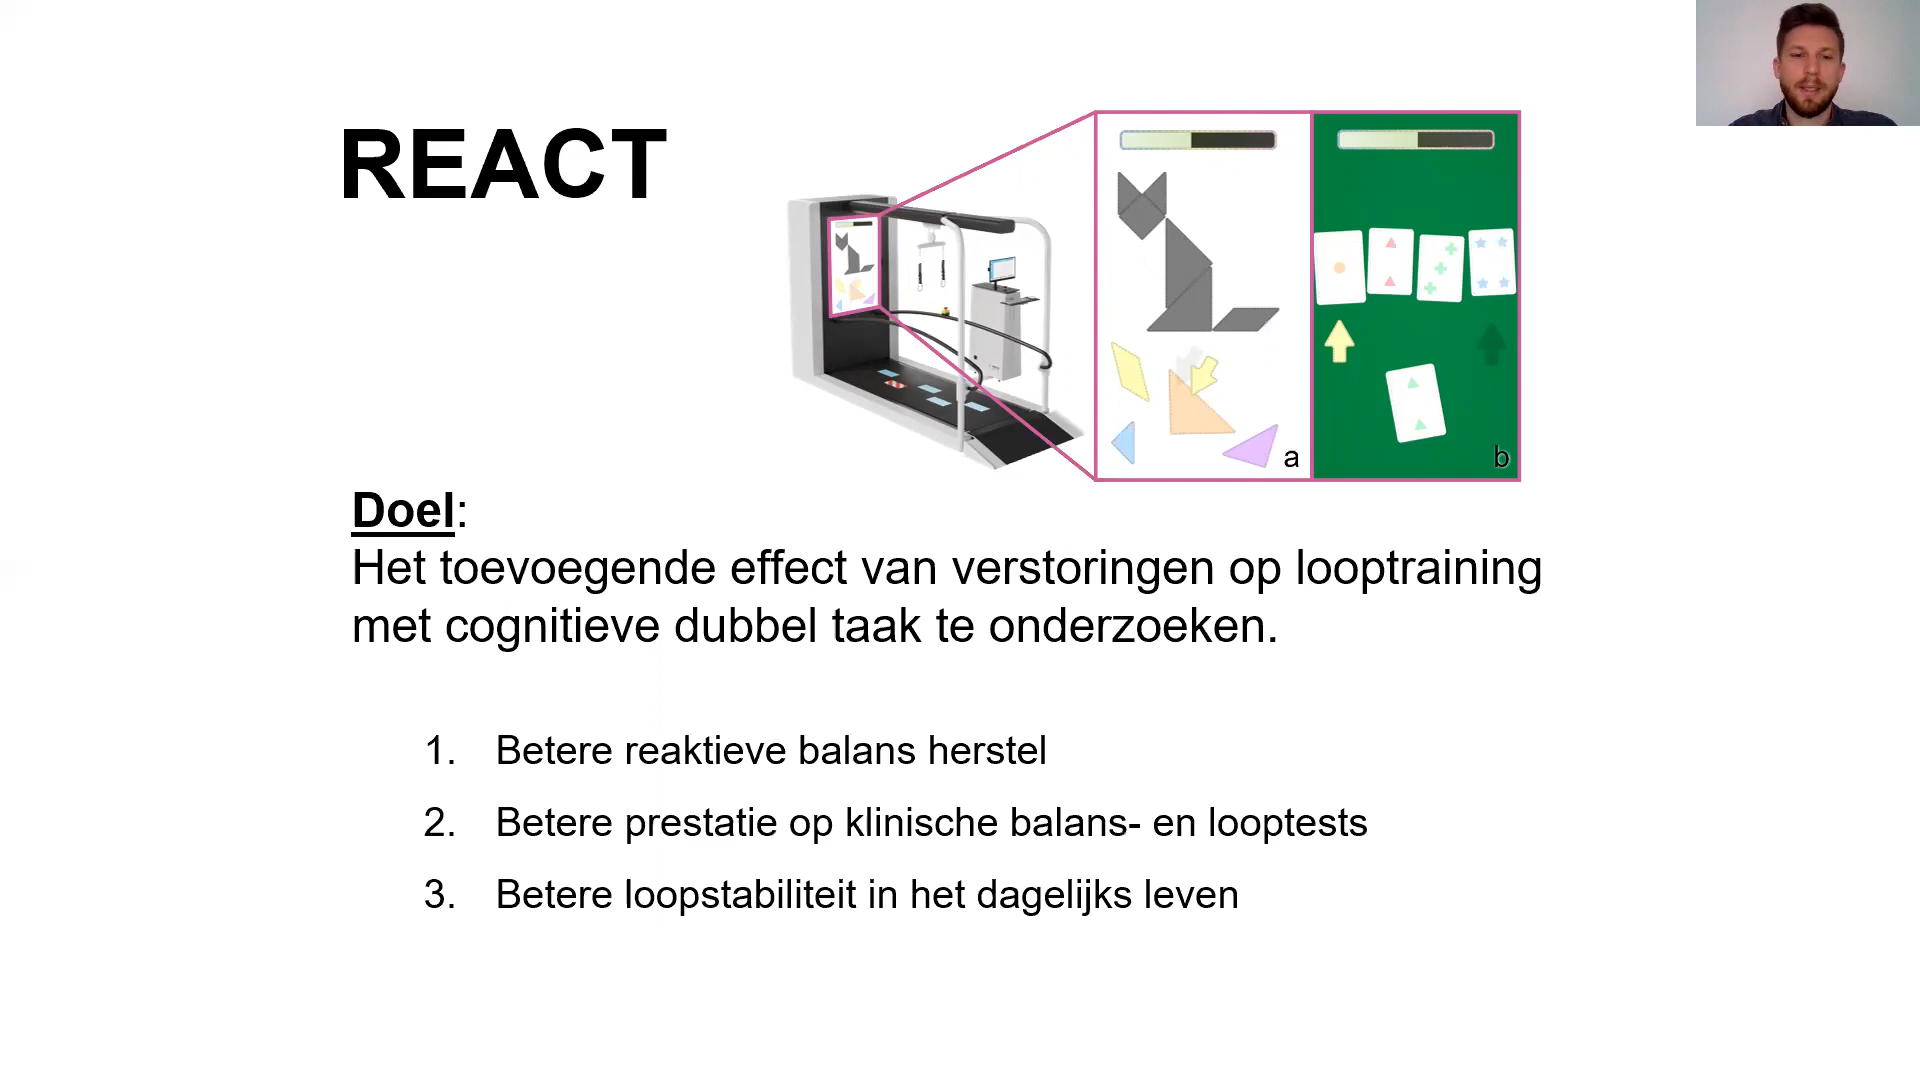 REACT
a
b
Doel:
Het toevoegende effect van verstoringen op looptraining
met cognitieve dubbel taak te onderzoeken.
1. Betere reaktieve balans herstel
2. Betere prestatie op klinische balans- en looptests
3. Betere loopstabiliteit in het dagelijks leven